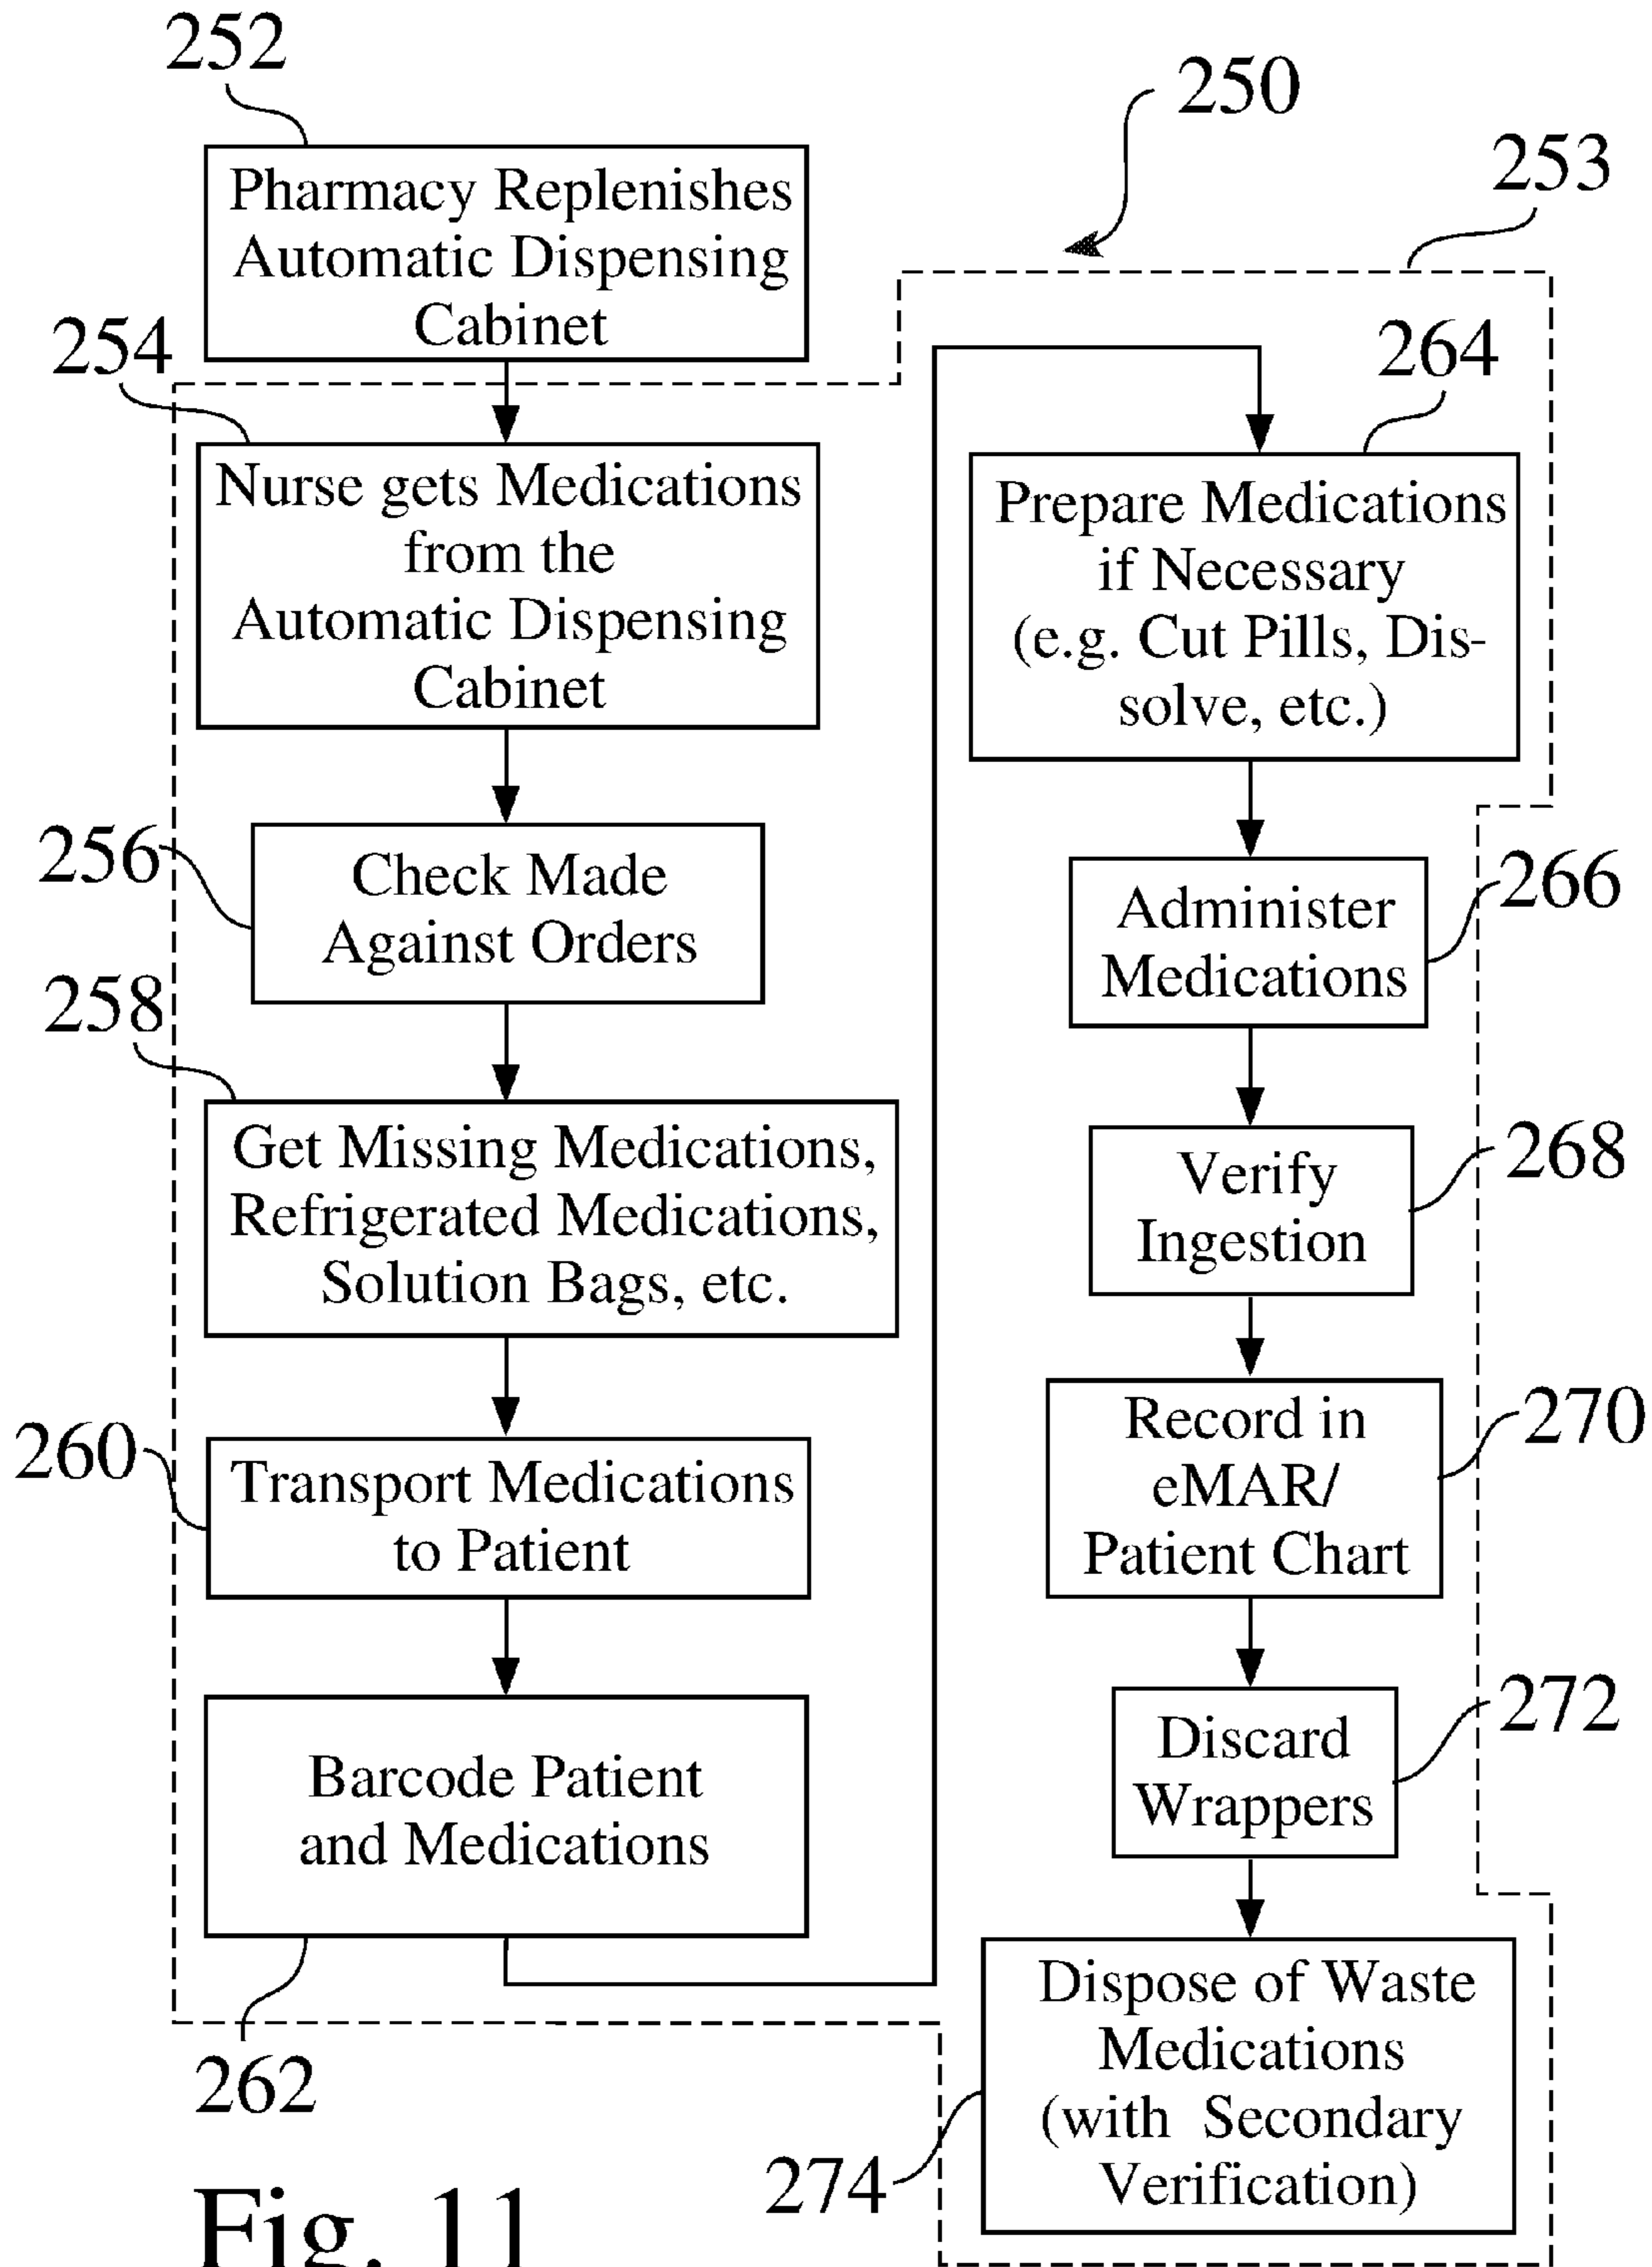 252
250
253
Pharmacy Replenishes
Automatic Dispensing
Cabinet
254
Nurse gets Medications
from the
Automatic Dispensing
Cabinet
256
Check Made
Against Orders
258
Get Missing Medications,
Refrigerated Medications,
Solution Bags, etc.
260
Transport Medications
to Patient
Barcode Patient
and Medications
262
264
Prepare Medications
if Necessary
(e.g. Cut Pills, Dis-
solve, etc.)
266
Administer
Medications
268
Verify
Ingestion
270
Record in
eMAR/
Patient Chart
272
Discard
Wrappers
Dispose of Waste
Medications
(with Secondary
Verification)
274
Fig. 11